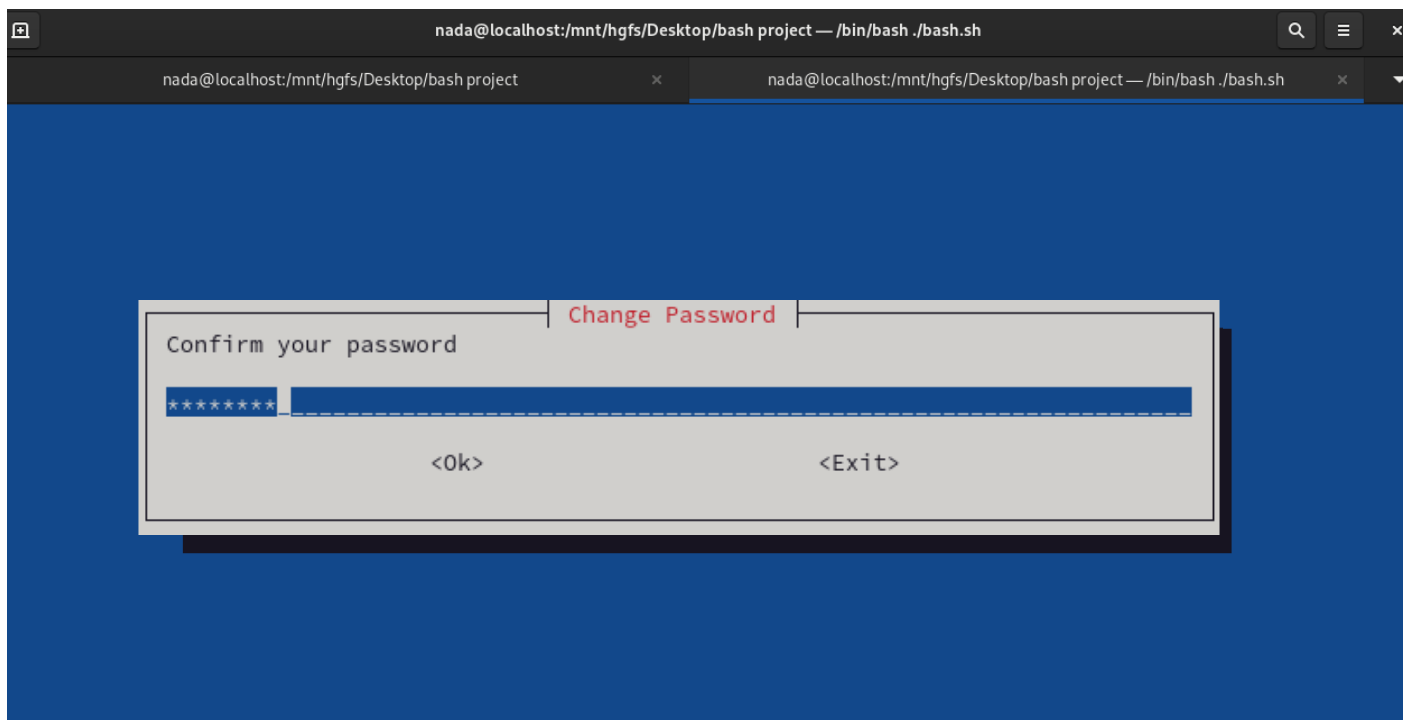 nada@localhost:/mnt/hgfs/Desktop/bash project — /bin/bash ./bash.sh
nada@localhost:/mnt/hgfs/Desktop/bash project
nada@localhost:/mnt/hgfs/Desktop/bash project — /bin/bash ./bash.sh
Change Password
Confirm your password
********_________________________________________________________________
<Ok> <Exit>